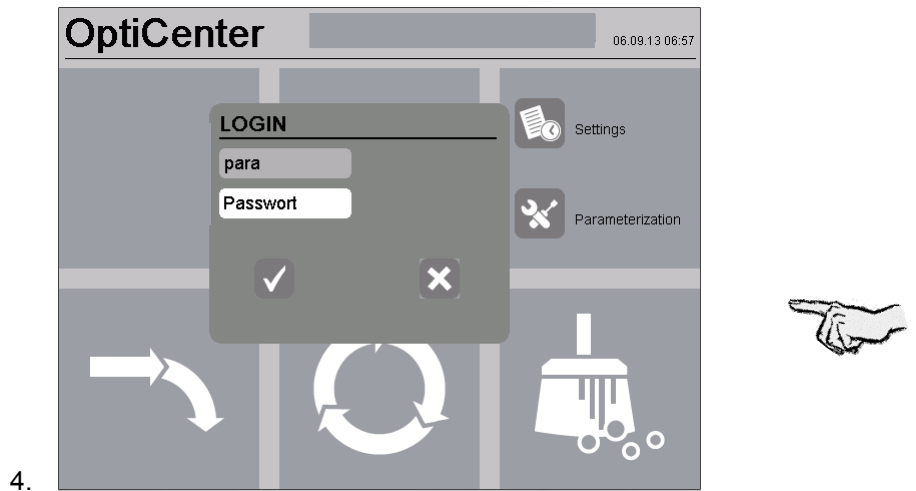 OptiCenter
06.09.13 06:57
LOGIN
para
Passwort
Settings
Parameterization
4.